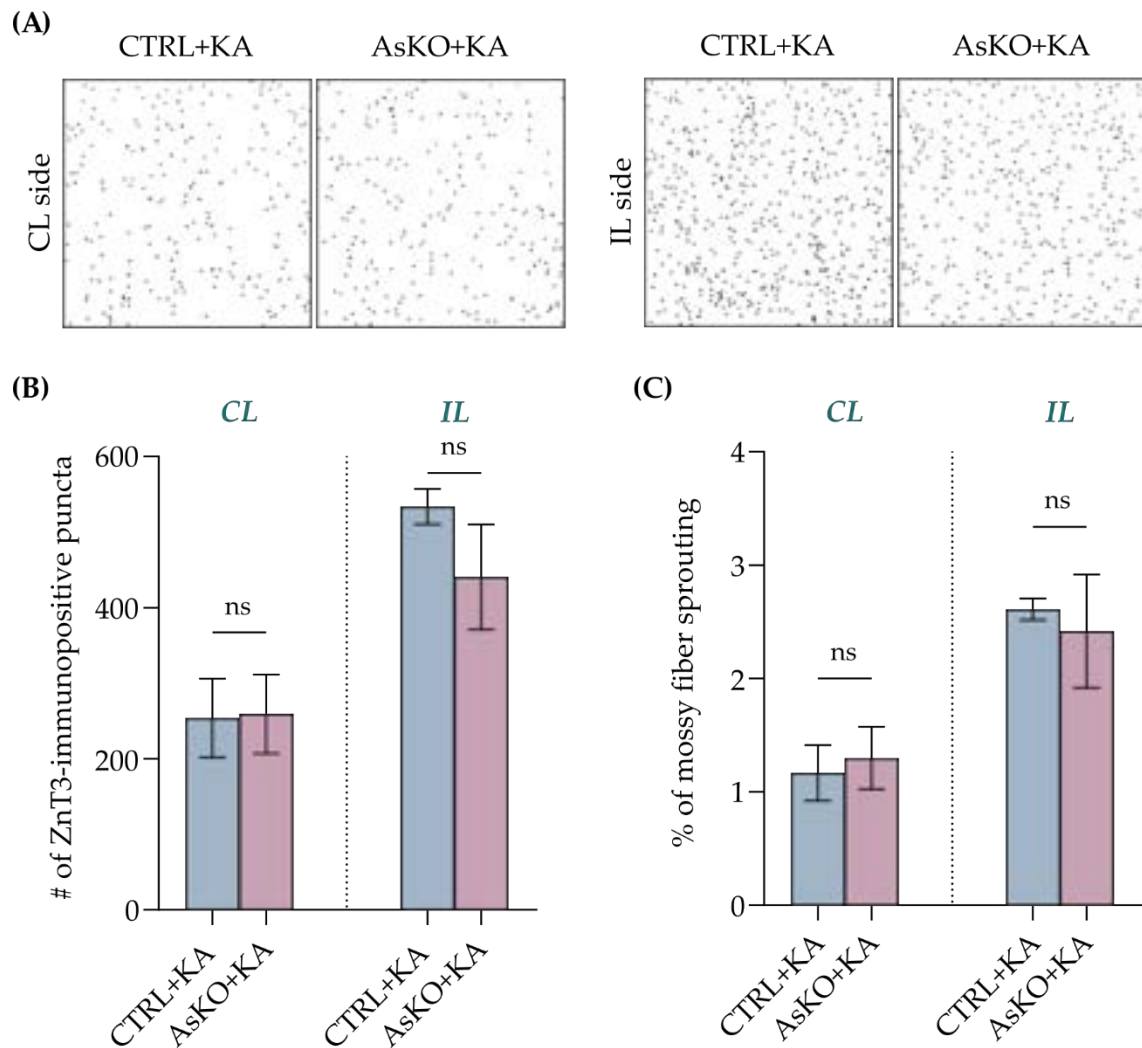 (A)
CTRL+KA AsKO+KA CTRL+KA AsKO+KA
CL side
IL side
(B)
CL IL
# of ZnT3-immunopositive puncta
600
400
200
0
ns
ns
CTRL+KA
AsKO+KA
CTRL+KA
AsKO+KA
(C)
CL IL
% of mossy fiber sprouting
4
3
2
1
0
ns
ns
CTRL+KA
AsKO+KA
CTRL+KA
AsKO+KA